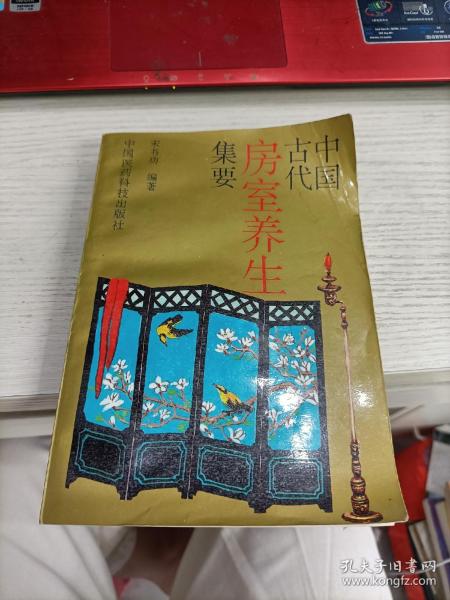 中国
古代
房室养生
集要
宋书功 编著
中国医药科技出版社
孔夫子旧书网
www.kongfz.com